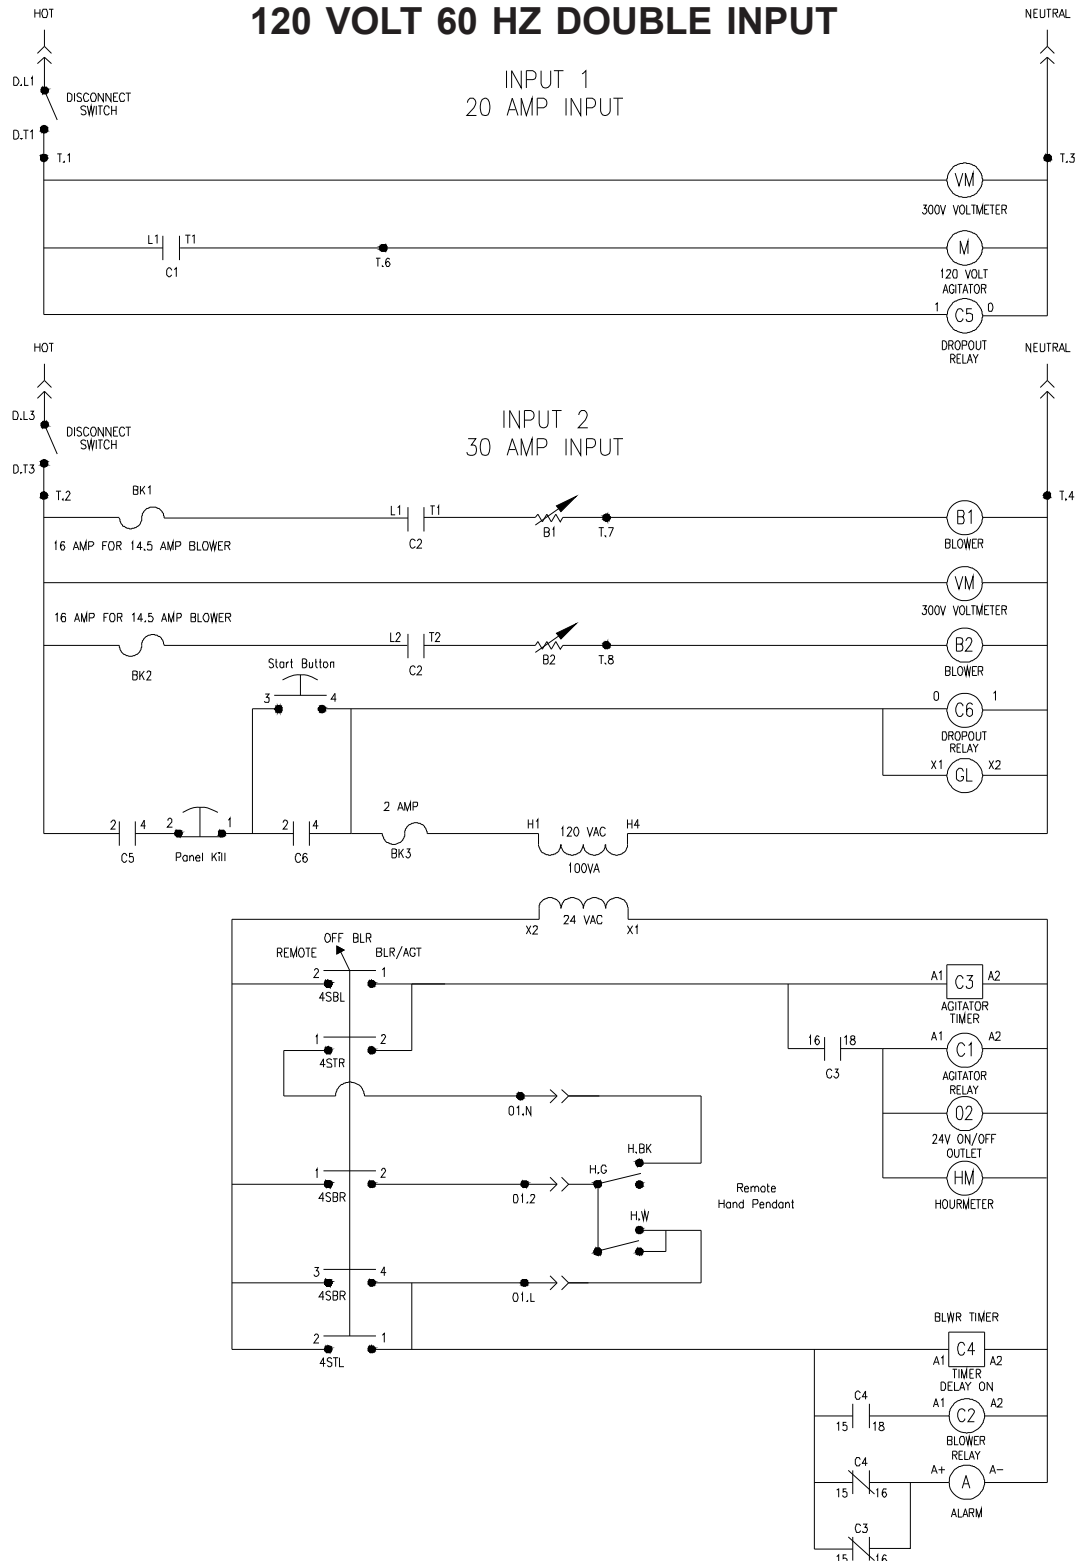 120 VOLT 60 HZ DOUBLE INPUT
HOT
NEUTRAL
INPUT 1
20 AMP INPUT
D.L1
DISCONNECT
SWITCH
D.T1
T.1
T.3
VM
300V VOLTMETER
L1
T1
C1
T.6
M
120 VOLT
AGITATOR
1
C5
0
DROPOUT
RELAY
HOT
NEUTRAL
INPUT 2
30 AMP INPUT
D.L3
DISCONNECT
SWITCH
D.T3
T.2
T.4
BK1
L1
T1
C2
B1
T.7
B1
BLOWER
16 AMP FOR 14.5 AMP BLOWER
VM
300V VOLTMETER
16 AMP FOR 14.5 AMP BLOWER
BK2
L2
T2
C2
B2
T.8
B2
BLOWER
Start Button
3
4
0
C6
1
DROPOUT
RELAY
X1
GL
X2
2
4
C5
2
1
Panel Kill
2
4
C6
2 AMP
BK3
H1
120 VAC
H4
100VA
X2
24 VAC
X1
REMOTE
OFF
BLR
BLR/AGT
2
1
4SBL
A1
C3
A2
AGITATOR
TIMER
1
2
4STR
16
18
C3
A1
C1
A2
AGITATOR
RELAY
01.N
O2
24V ON/OFF
OUTLET
H.BK
1
2
4SBR
01.2
H.G
Remote
Hand Pendant
HM
HOURMETER
H.W
3
4
4SBR
01.L
2
1
4STL
BLWR TIMER
C4
A1
A2
TIMER
DELAY ON
C4
15
18
A1
C2
A2
BLOWER
RELAY
C4
15
16
A+
A
A-
ALARM
C3
15
16